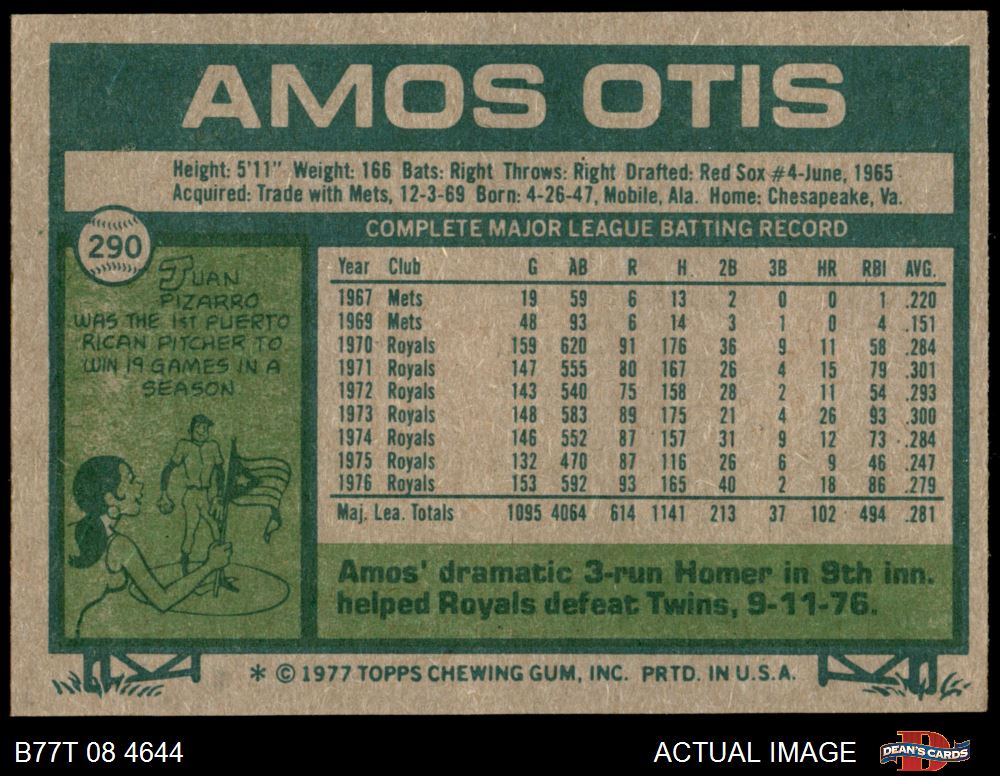 AMOS OTIS
Height: 5'11" Weight: 166 Bats: Right Throws: Right Drafted: Red Sox #4-June, 1965
Acquired: Trade with Mets, 12-3-69 Born: 4-26-47, Mobile, Ala. Home: Chesapeake, Va.
290
JUAN
PIZARRO
WAS THE 1ST PUERTO
RICAN PITCHER TO
WIN 19 GAMES IN A
SEASON
COMPLETE MAJOR LEAGUE BATTING RECORD
Year Club G AB R H 2B 3B HR RBI AVG.
1967 Mets 19 59 6 13 2 0 0 1 .220
1969 Mets 48 93 6 14 3 1 0 4 .151
1970 Royals 159 620 91 176 36 9 11 58 .284
1971 Royals 147 555 80 167 26 4 15 79 .301
1972 Royals 143 540 75 158 28 2 11 54 .293
1973 Royals 148 583 89 175 21 4 26 93 .300
1974 Royals 146 552 87 157 31 9 12 73 .284
1975 Royals 132 470 87 116 26 6 9 46 .247
1976 Royals 153 592 93 165 40 2 18 86 .279
Maj. Lea. Totals 1095 4064 614 1141 213 37 102 494 .281
Amos' dramatic 3-run Homer in 9th inn.
helped Royals defeat Twins, 9-11-76.
* © 1977 TOPPS CHEWING GUM, INC. PRTD. IN U.S.A.
B77T 08 4644
ACTUAL IMAGE
DEAN'S CARDS